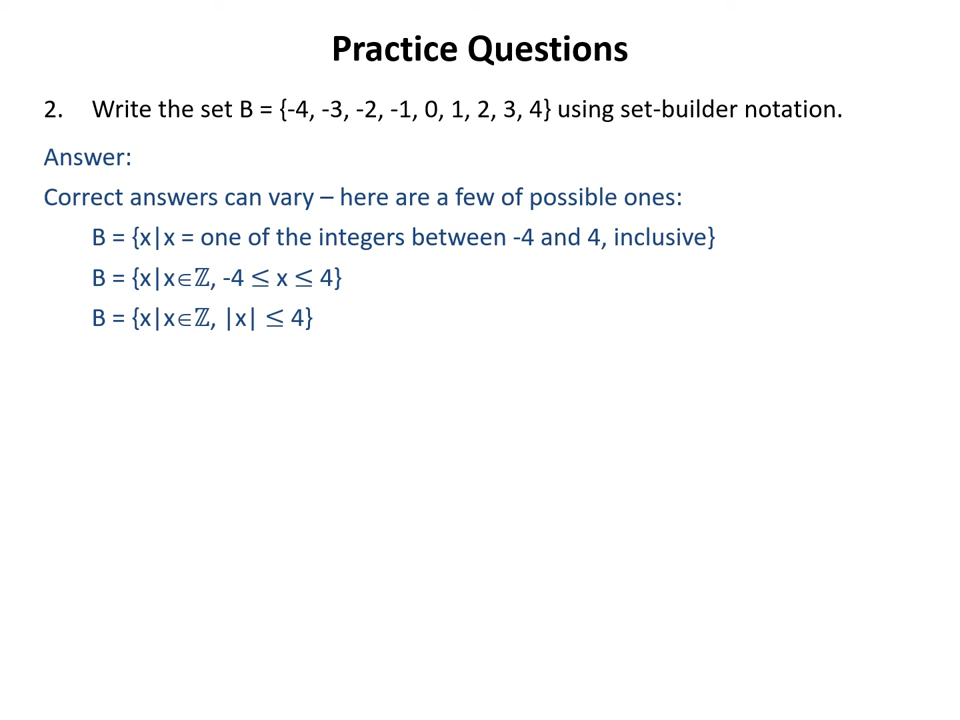 Practice Questions
2. Write the set B = {-4, -3, -2, -1, 0, 1, 2, 3, 4} using set-builder notation.
Answer:
Correct answers can vary – here are a few of possible ones:
B = {x|x = one of the integers between -4 and 4, inclusive}
B = {x|x∈ℤ, -4 ≤ x ≤ 4}
B = {x|x∈ℤ, |x| ≤ 4}